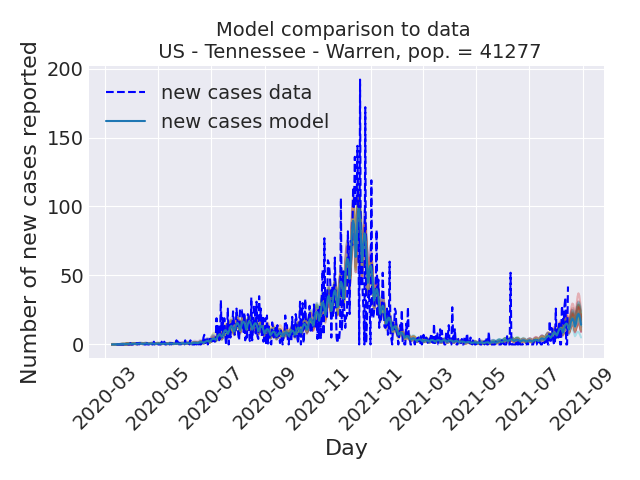 Model comparison to data
US - Tennessee - Warren, pop. = 41277
Number of new cases reported
200
150
100
50
0
new cases data
new cases model
2020-03
2020-05
2020-07
2020-09
2020-11
2021-01
2021-03
2021-05
2021-07
2021-09
Day